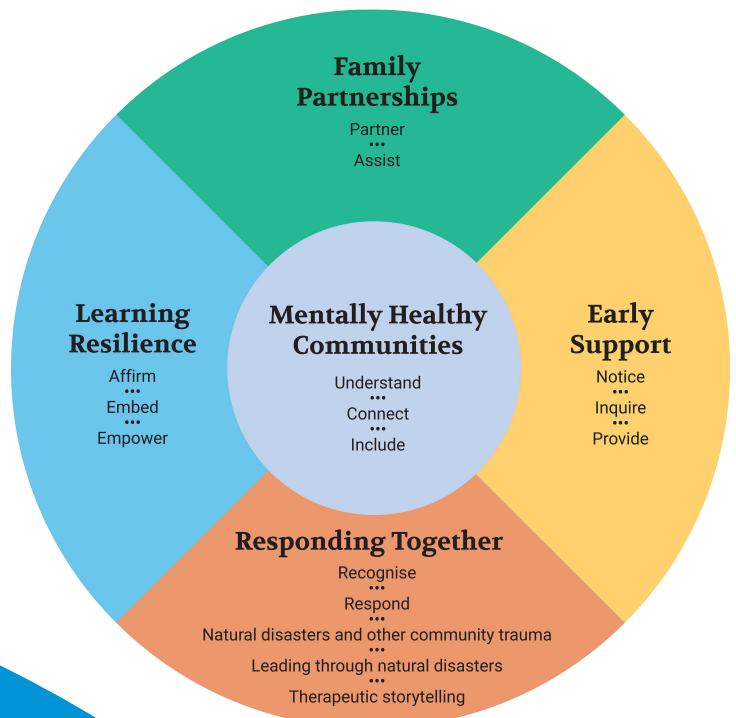 Family
Partnerships
Partner
•••
Assist
Learning
Resilience
Affirm
•••
Embed
•••
Empower
Mentally Healthy
Communities
Understand
•••
Connect
•••
Include
Early
Support
Notice
•••
Inquire
•••
Provide
Responding Together
Recognise
•••
Respond
•••
Natural disasters and other community trauma
•••
Leading through natural disasters
•••
Therapeutic storytelling